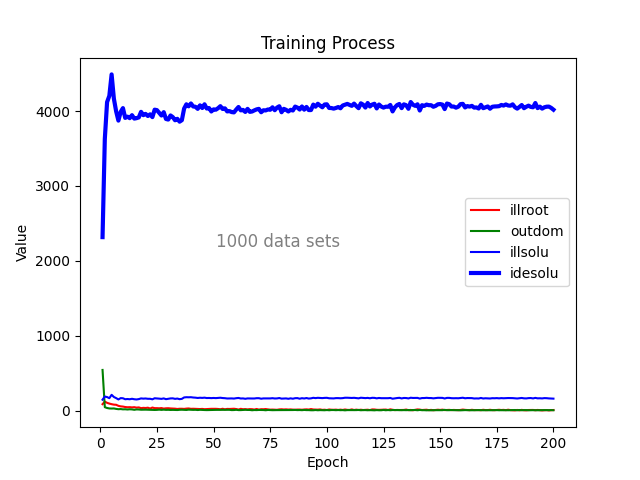 Training Process
Value
4000
3000
2000
1000
0
1000 data sets
illroot
outdom
illsolu
idesolu
0
25
50
75
100
125
150
175
200
Epoch